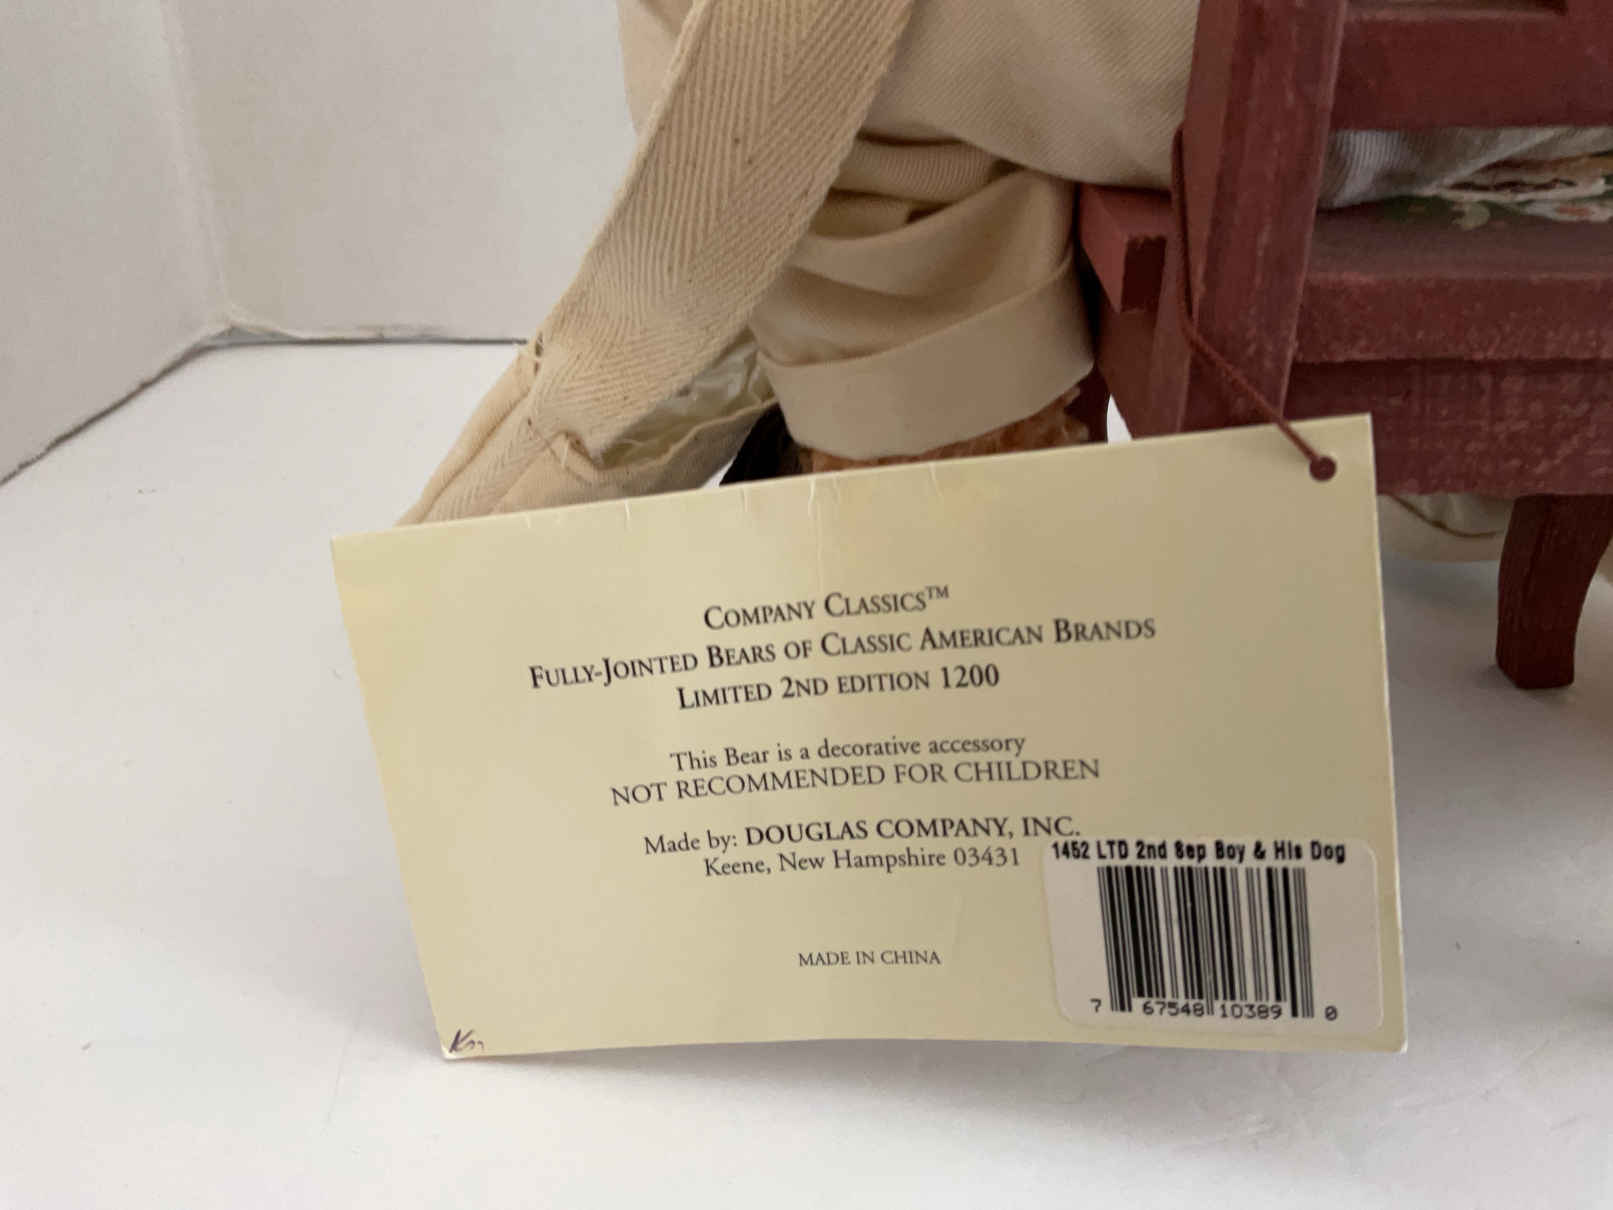 COMPANY CLASSICS™
FULLY-JOINTED BEARS OF CLASSIC AMERICAN BRANDS
LIMITED 2ND EDITION 1200
This Bear is a decorative accessory
NOT RECOMMENDED FOR CHILDREN
Made by: DOUGLAS COMPANY, INC.
Keene, New Hampshire 03431
1452 LTD 2nd Sep Boy & His Dog
7 67548 10389 0
MADE IN CHINA